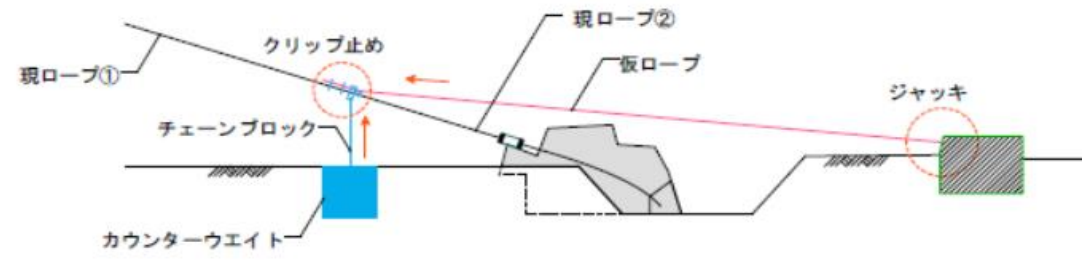 現ロープ②
クリップ止め
現ロープ①
仮ロープ
ジャッキ
チェーンブロック
カウンターウエイト